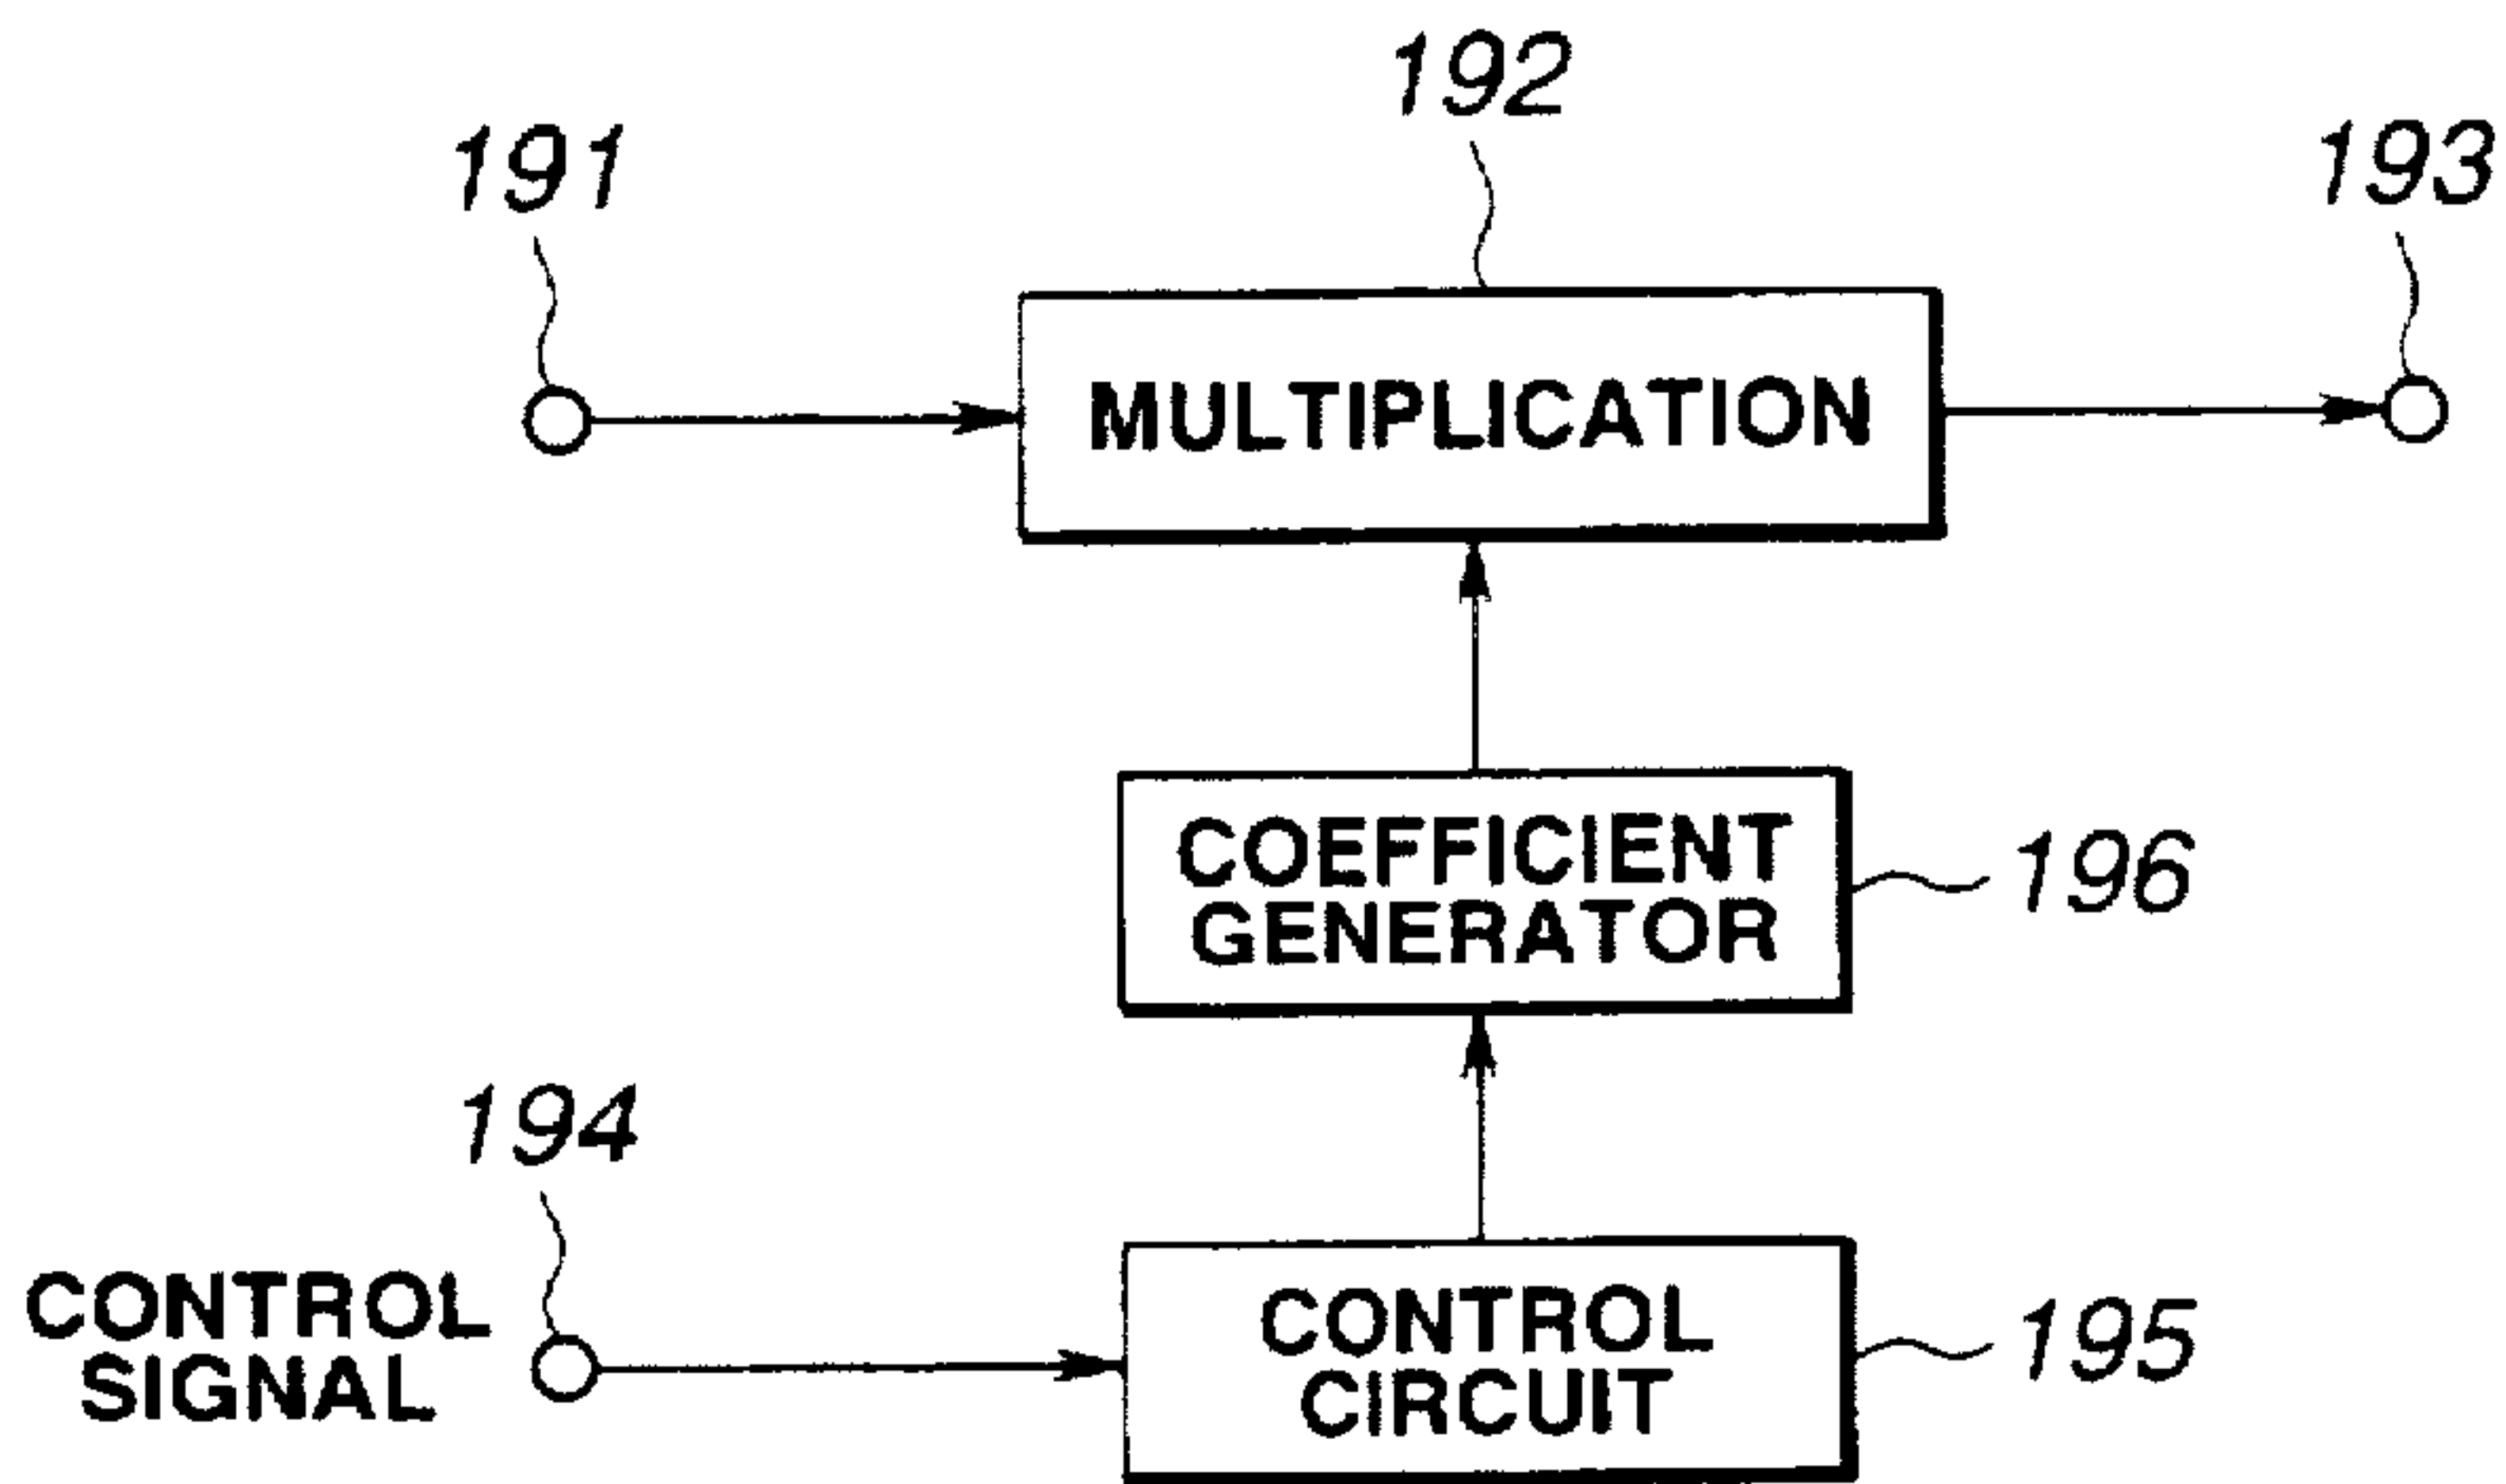 192
191
193
MULTIPLICATION
COEFFICIENT
GENERATOR
196
194
CONTROL
SIGNAL
CONTROL
CIRCUIT
195